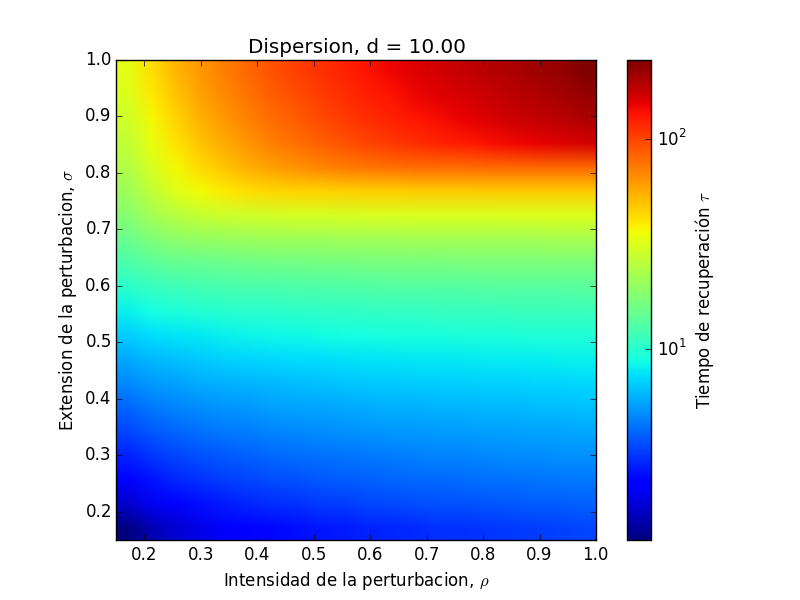 Dispersion, d = 10.00
1.0
0.9
0.8
0.7
0.6
0.5
0.4
0.3
0.2
Extension de la perturbacion, σ
0.2 0.3 0.4 0.5 0.6 0.7 0.8 0.9 1.0
Intensidad de la perturbacion, ρ
10²
10¹
Tiempo de recuperación τ